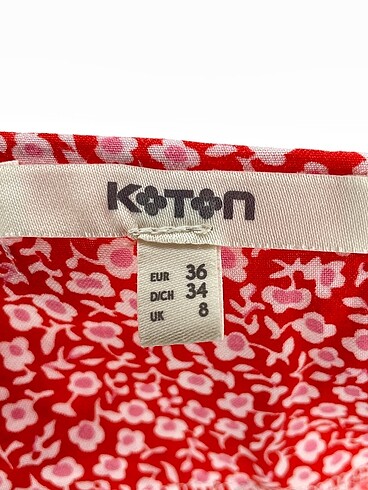 KOTON
EUR 36
D/CH 34
UK 8